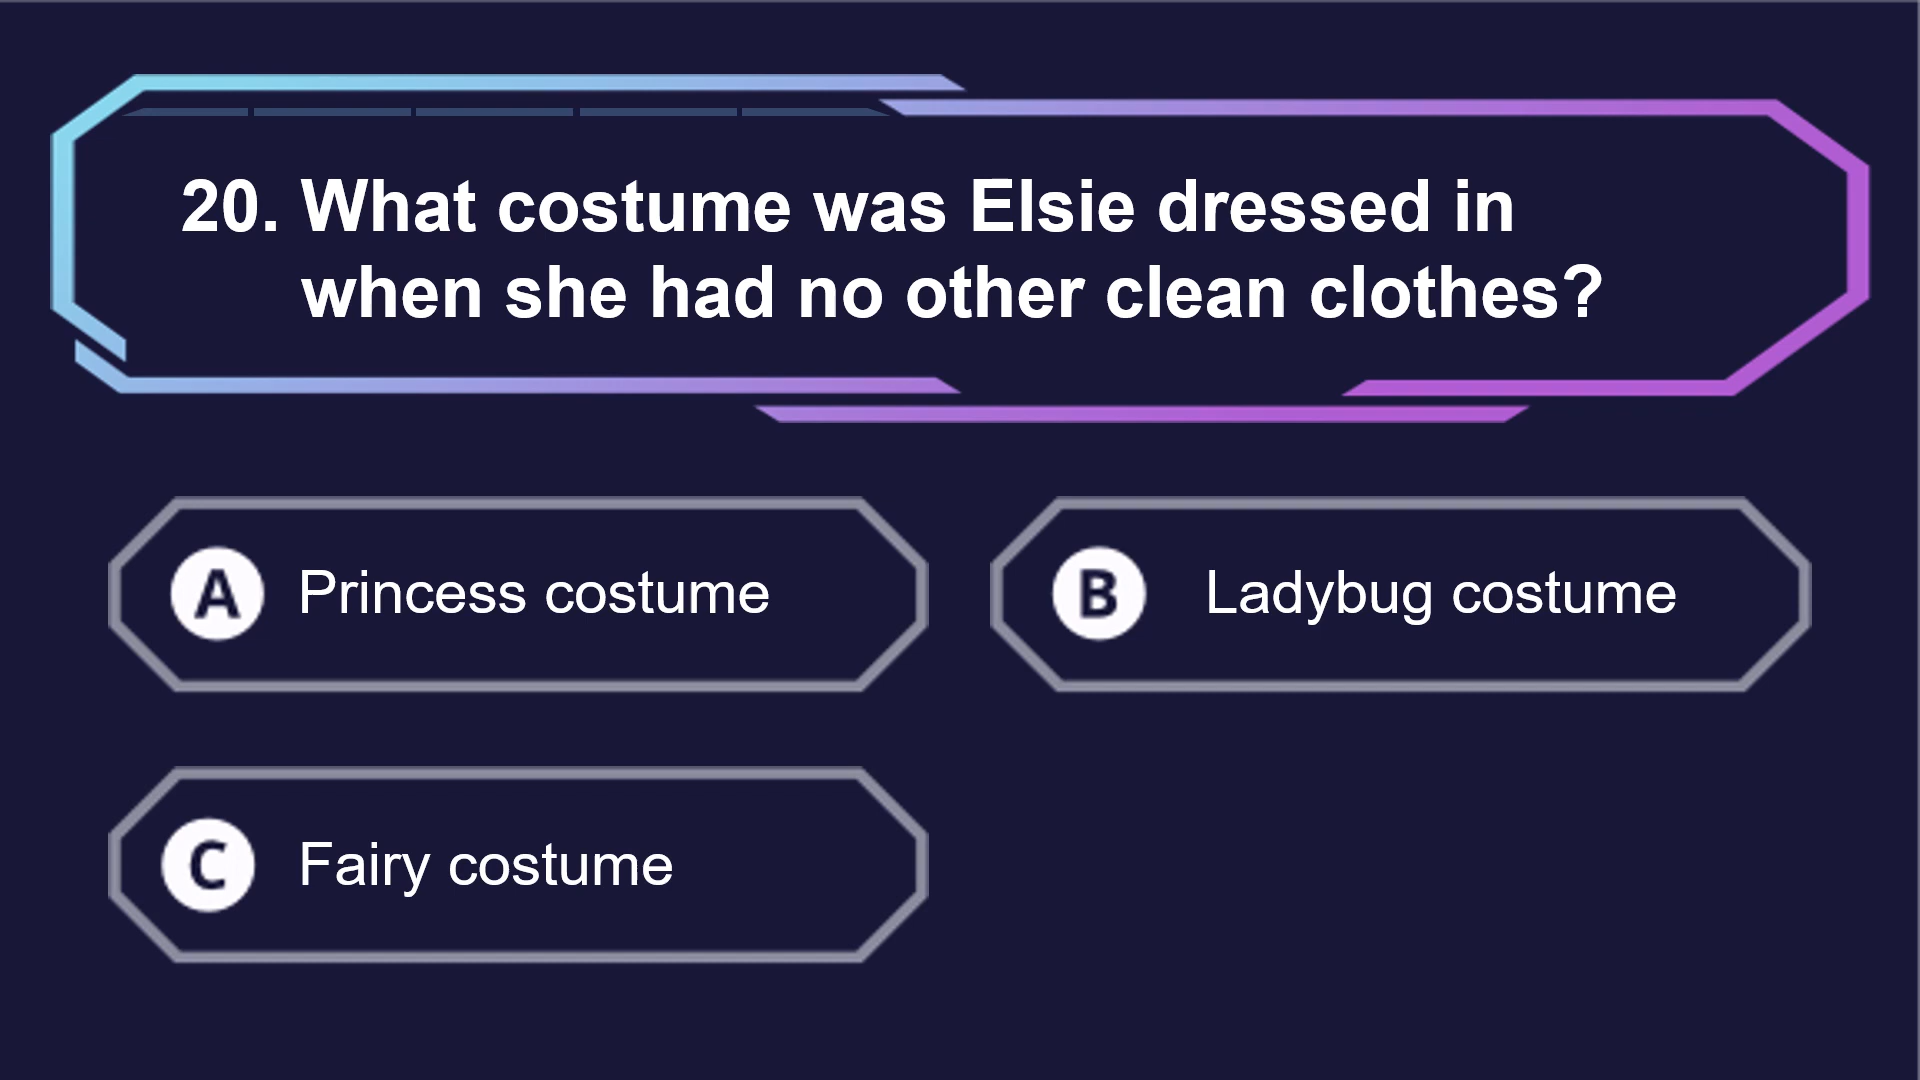 20. What costume was Elsie dressed in
when she had no other clean clothes?
A Princess costume
B Ladybug costume
C Fairy costume